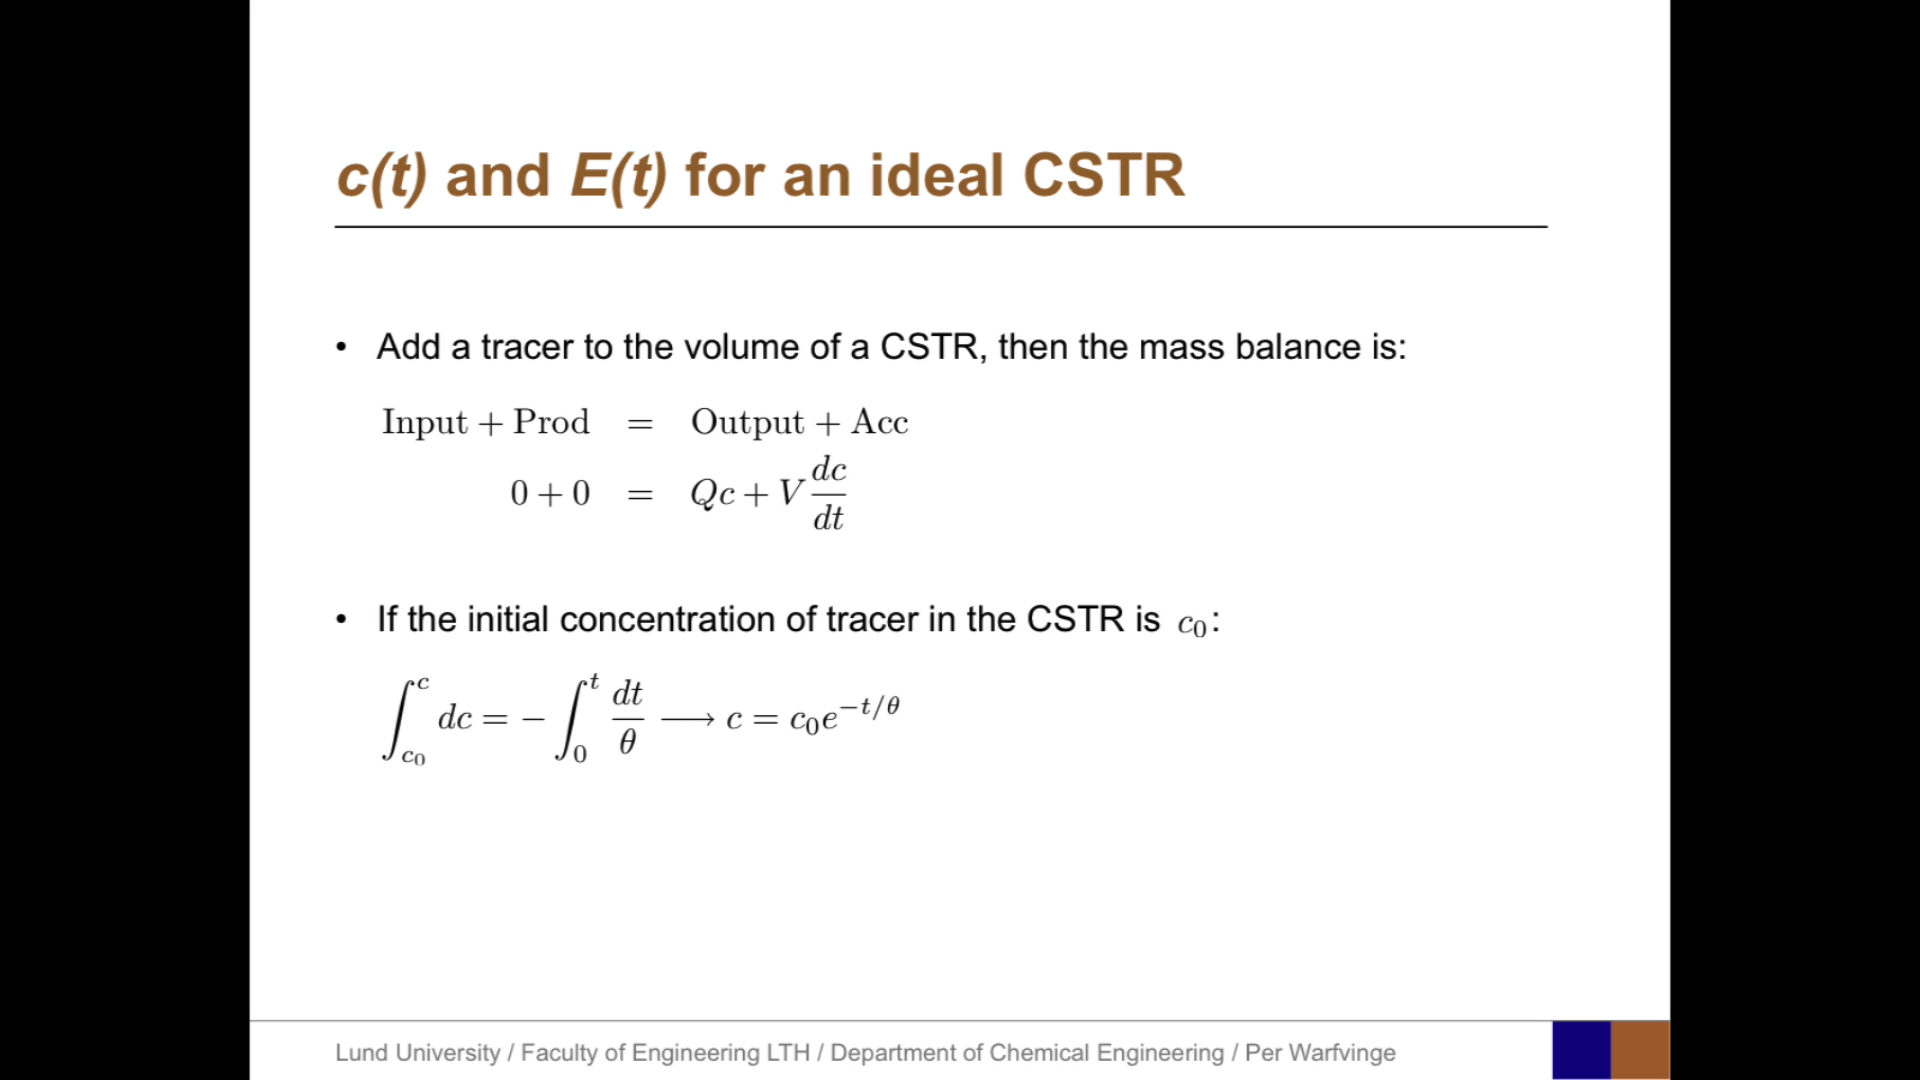 c(t) and E(t) for an ideal CSTR
• Add a tracer to the volume of a CSTR, then the mass balance is:
Input + Prod = Output + Acc
0 + 0 = Qc + V dc/dt
• If the initial concentration of tracer in the CSTR is c₀:
∫_{c₀}^{c} dc = − ∫_{0}^{t} dt/θ ⟶ c = c₀e^{−t/θ}
Lund University / Faculty of Engineering LTH / Department of Chemical Engineering / Per Warfvinge